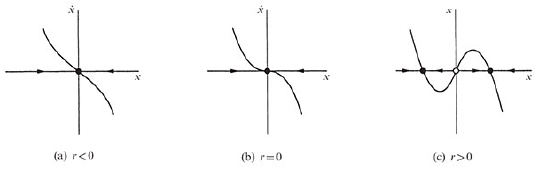 ẋ ẋ x
x x x
(a) r<0 (b) r=0 (c) r>0